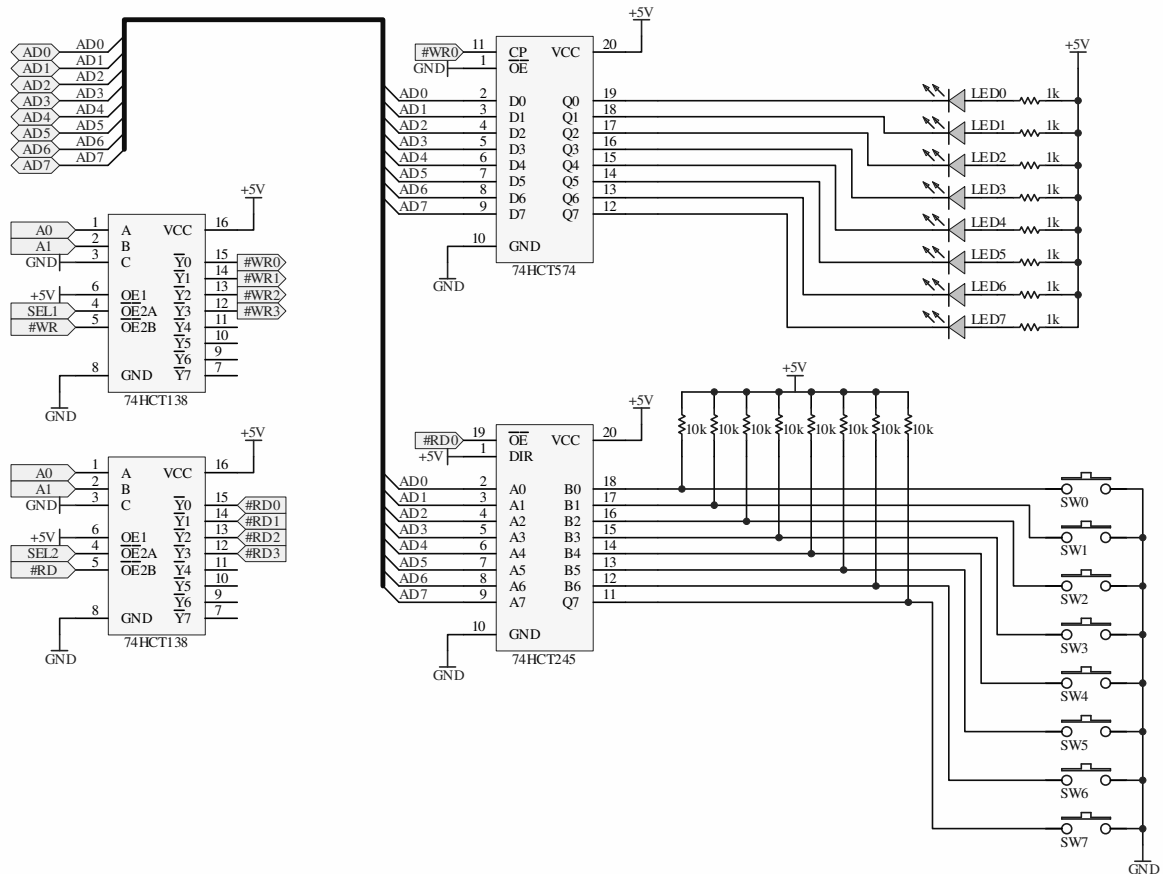 AD0 AD0
AD1 AD1
AD2 AD2
AD3 AD3
AD4 AD4
AD5 AD5
AD6 AD6
AD7 AD7
+5V
#WR0 11 CP VCC 20
GND 1 OE
AD0 2 D0 Q0 19
AD1 3 D1 Q1 18
AD2 4 D2 Q2 17
AD3 5 D3 Q3 16
AD4 6 D4 Q4 15
AD5 7 D5 Q5 14
AD6 8 D6 Q6 13
AD7 9 D7 Q7 12
10 GND
GND
74HCT574
+5V
LED0 1k
LED1 1k
LED2 1k
LED3 1k
LED4 1k
LED5 1k
LED6 1k
LED7 1k
+5V
A0 1 A VCC 16
A1 2 B
GND 3 C Y0 15 #WR0
Y1 14 #WR1
+5V 6 OE1 Y2 13 #WR2
SEL1 4 OE2A Y3 12 #WR3
#WR 5 OE2B Y4 11
Y5 10
Y6 9
8 GND Y7 7
GND
74HCT138
+5V
A0 1 A VCC 16
A1 2 B
GND 3 C Y0 15 #RD0
Y1 14 #RD1
+5V 6 OE1 Y2 13 #RD2
SEL2 4 OE2A Y3 12 #RD3
#RD 5 OE2B Y4 11
Y5 10
Y6 9
8 GND Y7 7
GND
74HCT138
+5V
#RD0 19 OE VCC 20
+5V 1 DIR
AD0 2 A0 B0 18
AD1 3 A1 B1 17
AD2 4 A2 B2 16
AD3 5 A3 B3 15
AD4 6 A4 B4 14
AD5 7 A5 B5 13
AD6 8 A6 B6 12
AD7 9 A7 Q7 11
10 GND
GND
74HCT245
+5V
10k 10k 10k 10k 10k 10k 10k 10k
SW0
SW1
SW2
SW3
SW4
SW5
SW6
SW7
GND